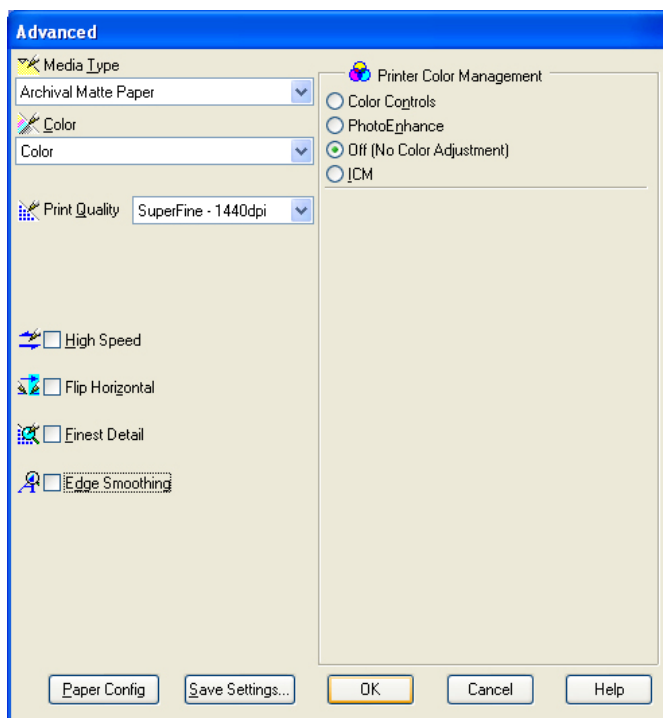 Advanced
Media Type
Archival Matte Paper
Color
Color
Print Quality SuperFine - 1440dpi
High Speed
Flip Horizontal
Finest Detail
Edge Smoothing
Printer Color Management
Color Controls
PhotoEnhance
Off (No Color Adjustment)
ICM
Paper Config Save Settings... OK Cancel Help